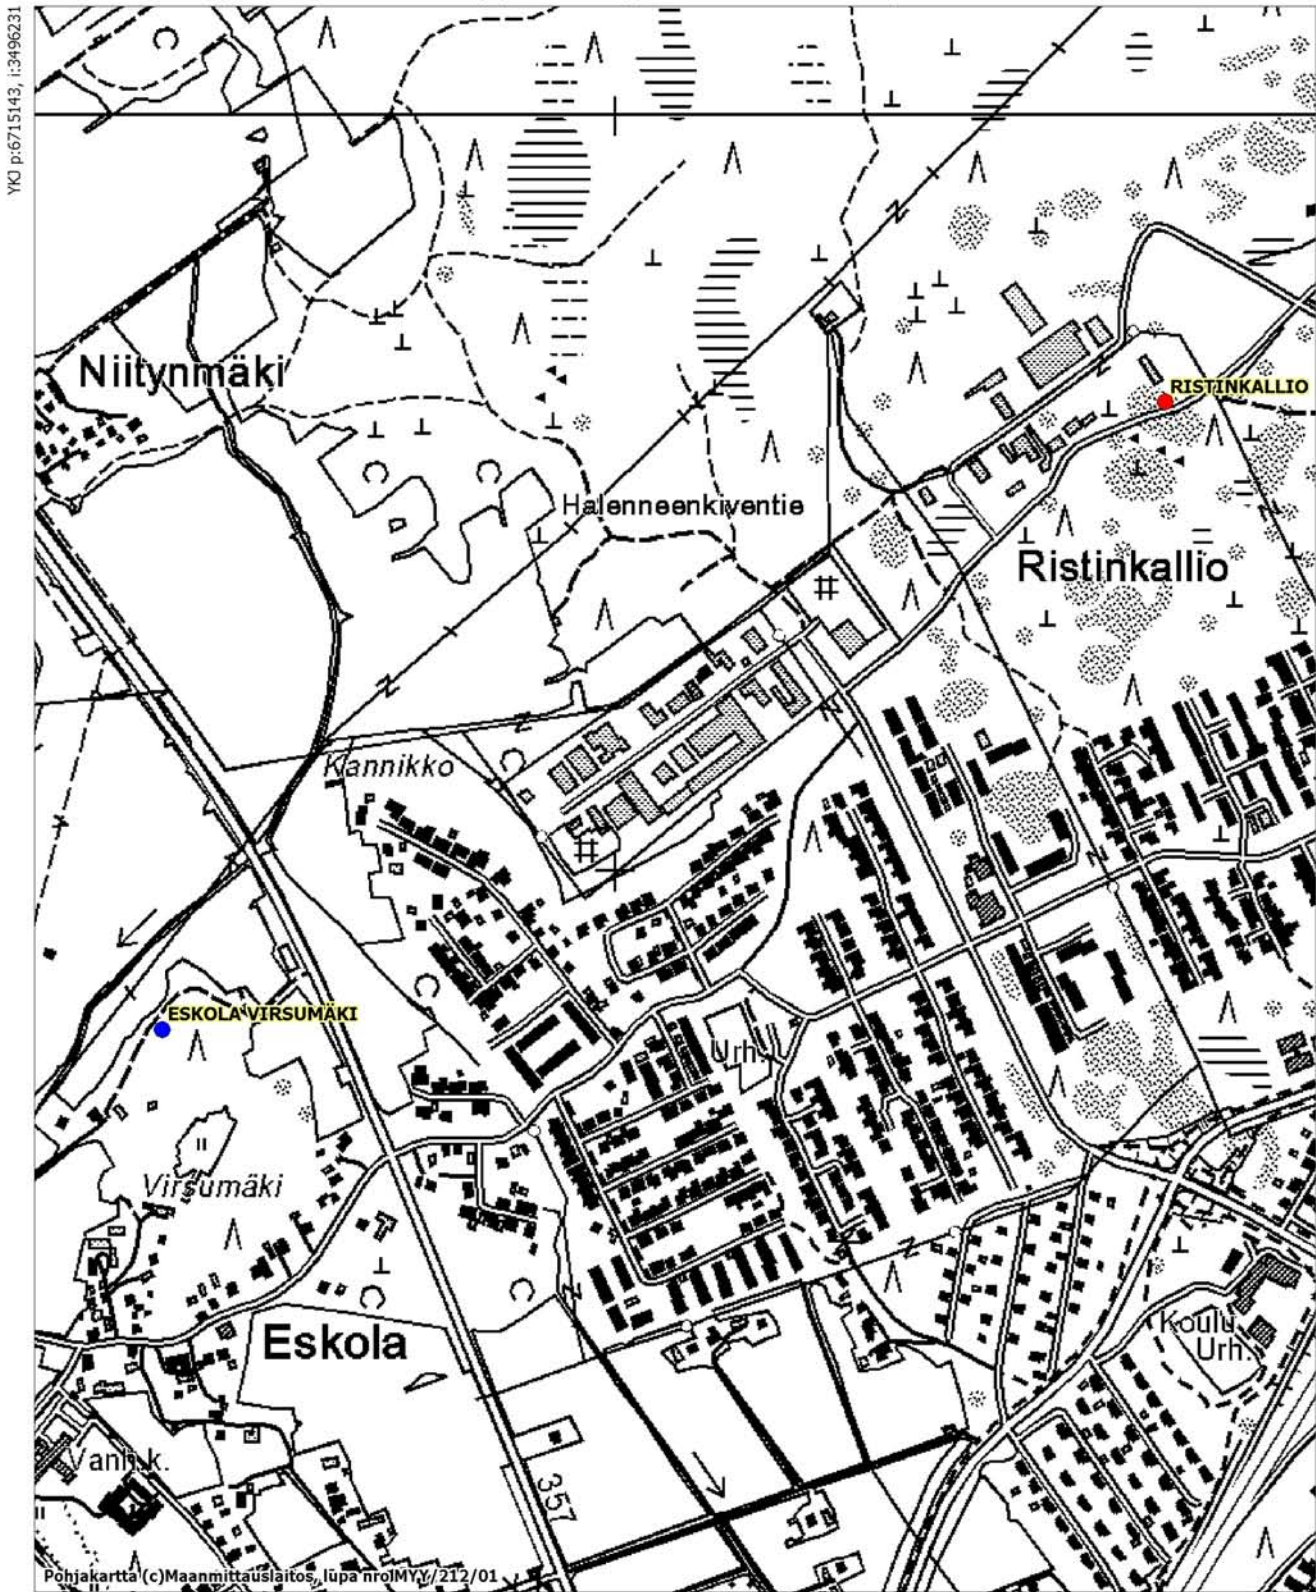 YKJ p:6715143, i:3496231
Niitynmäki
RISTINKALLIO
Halenneenkiventie
Ristinkallio
Kannikko
ESKOLA VIRSUMÄKI
Urh.
Virsumäki
Eskola
Koulu
Urh.
Vanh.k.
357
Pohjakartta (c)Maanmittauslaitos, lupa nroIMYY/212/01